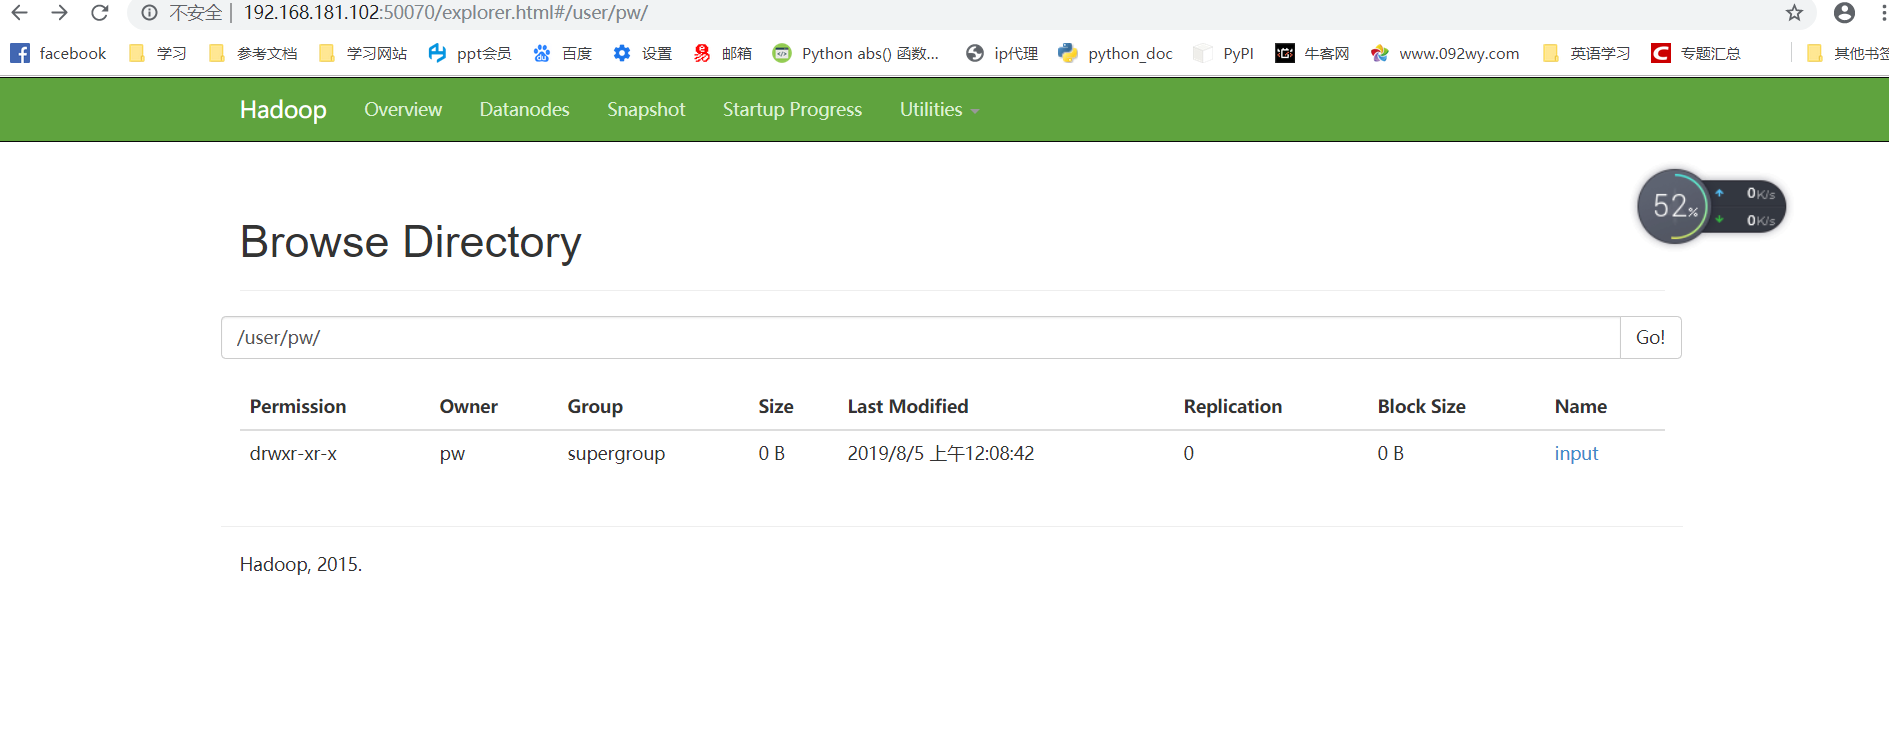 不安全 | 192.168.181.102:50070/explorer.html#/user/pw/
facebook 学习 参考文档 学习网站 ppt会员 百度 设置 邮箱 Python abs() 函数... ip代理 python_doc PyPI 牛客网 www.092wy.com 英语学习 专题汇总 其他书签
Hadoop Overview Datanodes Snapshot Startup Progress Utilities
52% 0K/s
0K/s
Browse Directory
/user/pw/ Go!
Permission Owner Group Size Last Modified Replication Block Size Name
drwxr-xr-x pw supergroup 0 B 2019/8/5 上午12:08:42 0 0 B input
Hadoop, 2015.